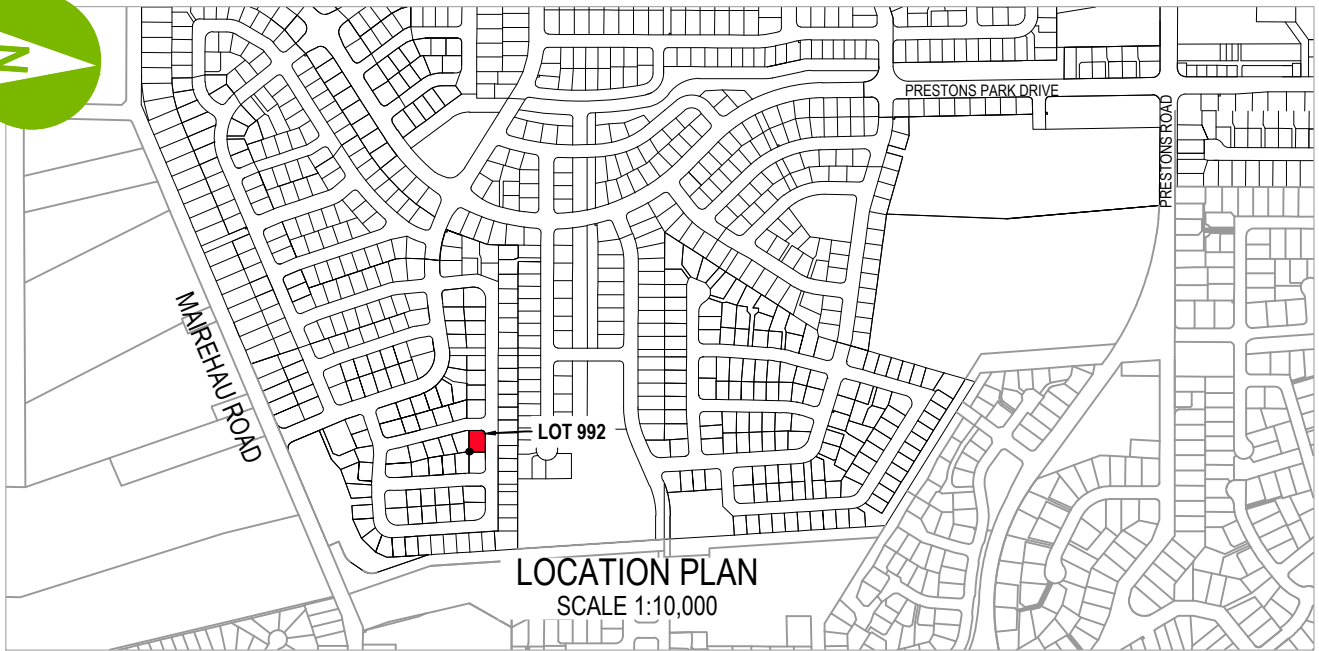 N
PRESTONS PARK DRIVE
PRESTONS ROAD
MAIREHAU ROAD
LOT 992
LOCATION PLAN
SCALE 1:10,000